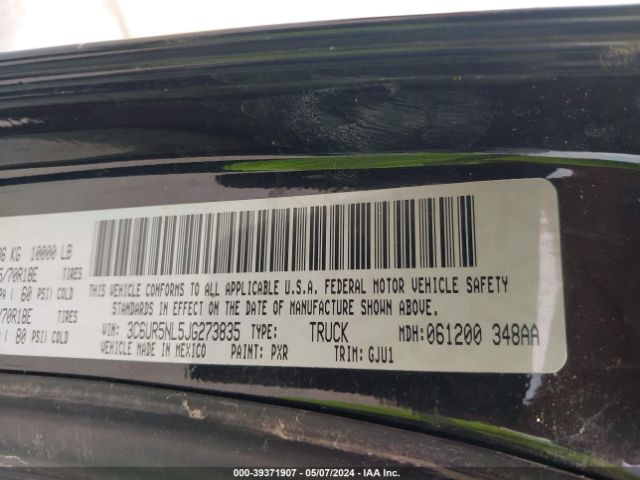 06 KG 10000 LB
5/70R18E TIRES
PA ( 60 PSI) COLD
/70R18E TIRES
( 80 PSI) COLD
THIS VEHICLE CONFORMS TO ALL APPLICABLE U.S.A. FEDERAL MOTOR VEHICLE SAFETY
STANDARDS IN EFFECT ON THE DATE OF MANUFACTURE SHOWN ABOVE.
VIN: 3C6UR5NL5JG273835 TYPE: TRUCK MDH: 061200 348AA
VEHICLE MADE IN MEXICO PAINT: PXR TRIM: GJU1
000-39371907 - 05/07/2024 - IAA Inc.